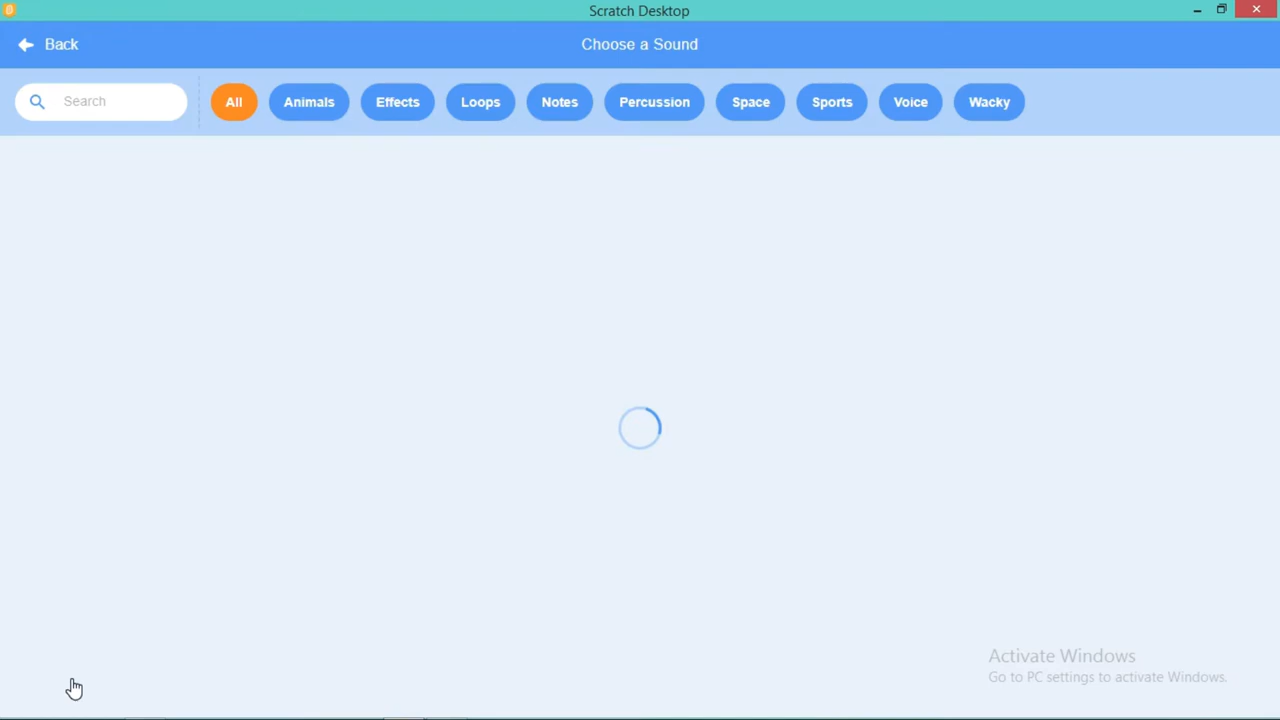 Scratch Desktop
Back
Choose a Sound
Search
All
Animals
Effects
Loops
Notes
Percussion
Space
Sports
Voice
Wacky
Activate Windows
Go to PC settings to activate Windows.